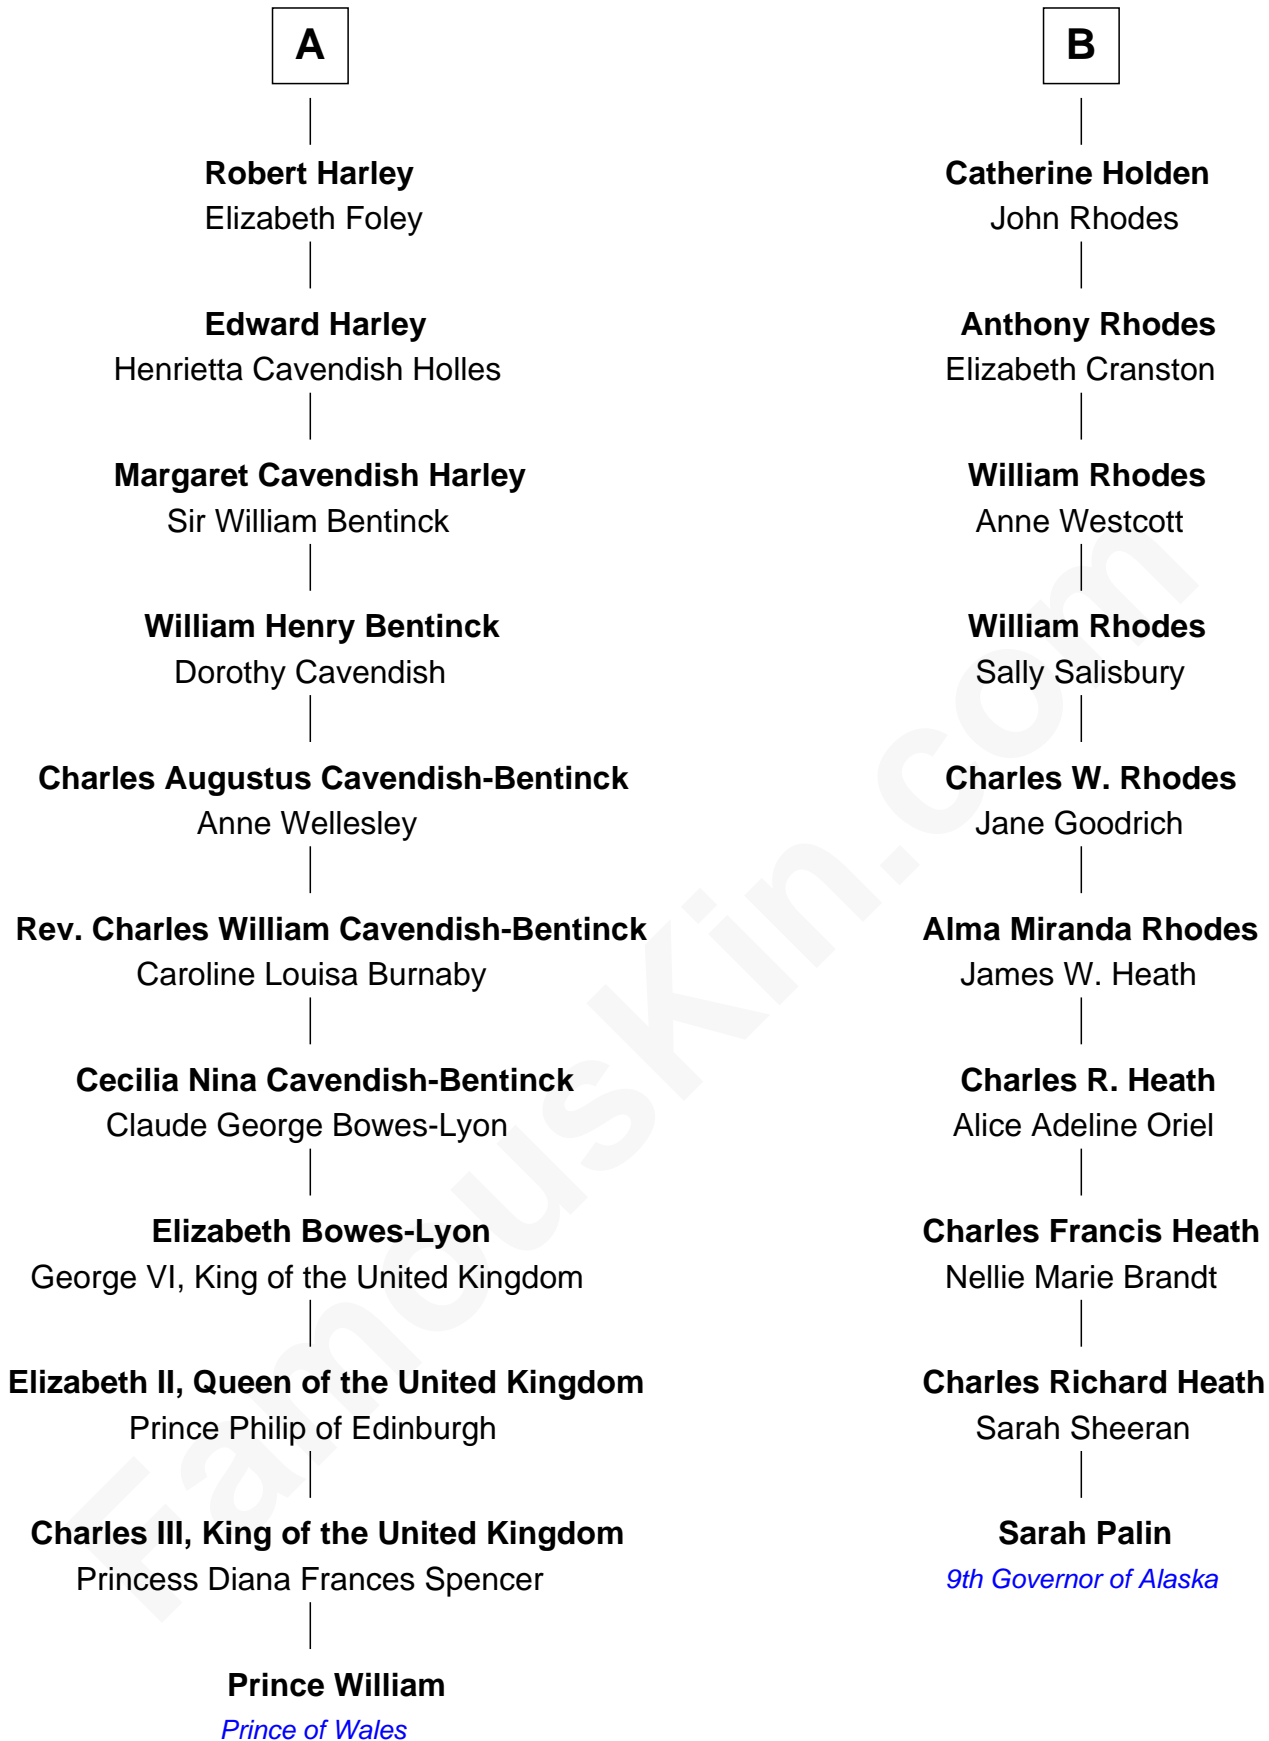 A
Robert Harley
Elizabeth Foley
Edward Harley
Henrietta Cavendish Holles
Margaret Cavendish Harley
Sir William Bentinck
William Henry Bentinck
Dorothy Cavendish
Charles Augustus Cavendish-Bentinck
Anne Wellesley
Rev. Charles William Cavendish-Bentinck
Caroline Louisa Burnaby
Cecilia Nina Cavendish-Bentinck
Claude George Bowes-Lyon
Elizabeth Bowes-Lyon
George VI, King of the United Kingdom
Elizabeth II, Queen of the United Kingdom
Prince Philip of Edinburgh
Charles III, King of the United Kingdom
Princess Diana Frances Spencer
Prince William
Prince of Wales
B
Catherine Holden
John Rhodes
Anthony Rhodes
Elizabeth Cranston
William Rhodes
Anne Westcott
William Rhodes
Sally Salisbury
Charles W. Rhodes
Jane Goodrich
Alma Miranda Rhodes
James W. Heath
Charles R. Heath
Alice Adeline Oriel
Charles Francis Heath
Nellie Marie Brandt
Charles Richard Heath
Sarah Sheeran
Sarah Palin
9th Governor of Alaska
FamousKin.com